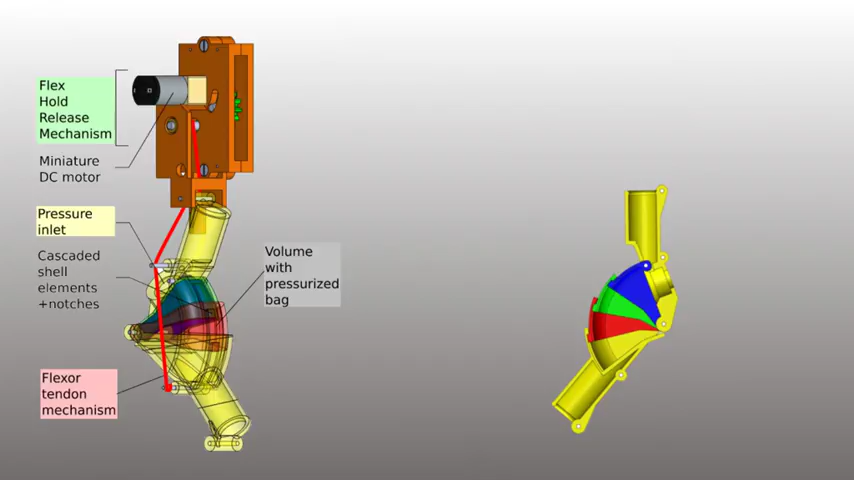 Flex
Hold
Release
Mechanism
Miniature
DC motor
Pressure
inlet
Cascaded
shell
elements
+notches
Volume
with
pressurized
bag
Flexor
tendon
mechanism